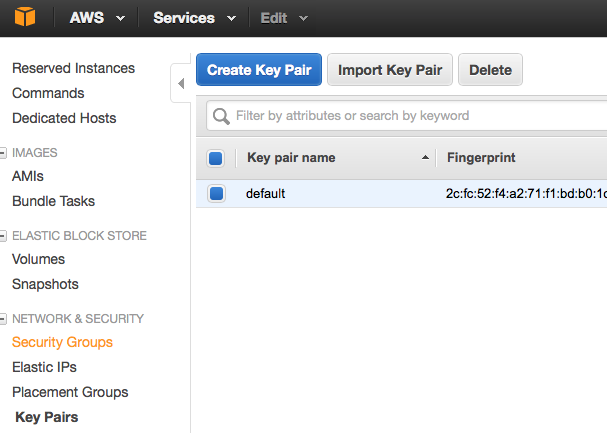 AWS Services Edit
Reserved Instances
Commands
Dedicated Hosts
IMAGES
AMIs
Bundle Tasks
ELASTIC BLOCK STORE
Volumes
Snapshots
NETWORK & SECURITY
Security Groups
Elastic IPs
Placement Groups
Key Pairs
Create Key Pair Import Key Pair Delete
Filter by attributes or search by keyword
Key pair name Fingerprint
default 2c:fc:52:f4:a2:71:f1:bd:b0:1